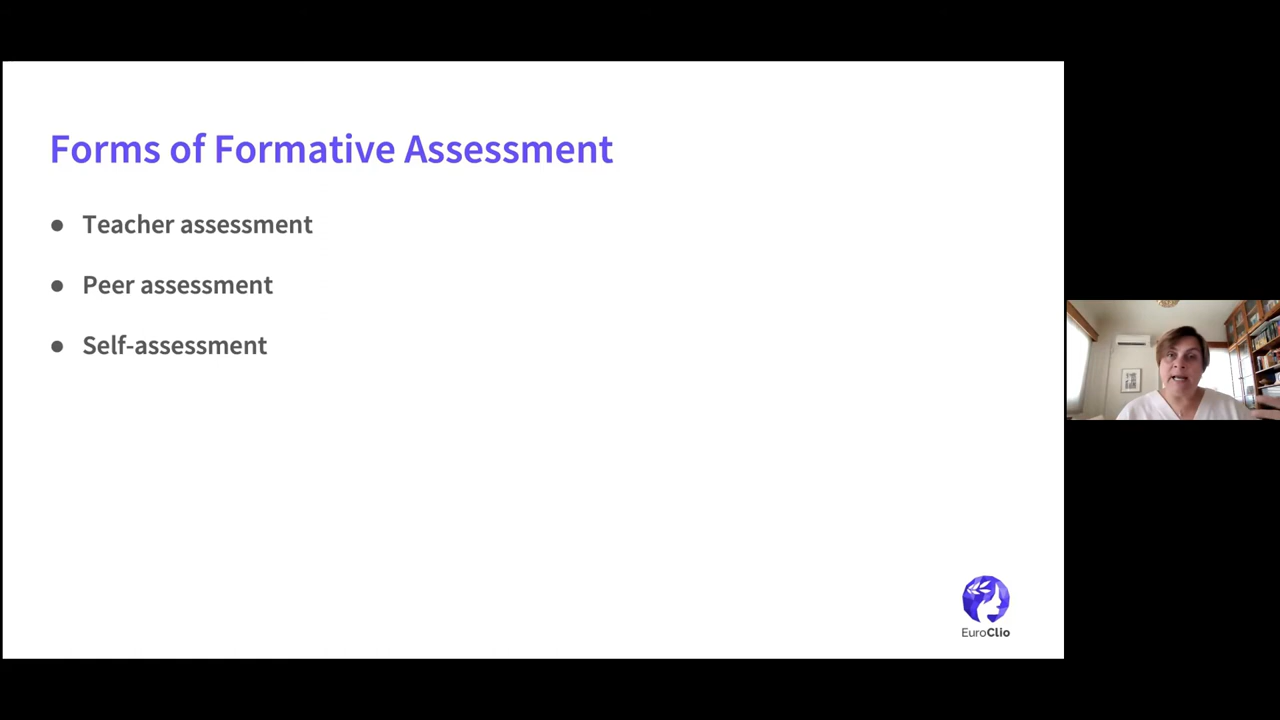 Forms of Formative Assessment
● Teacher assessment
● Peer assessment
● Self-assessment
EuroClio